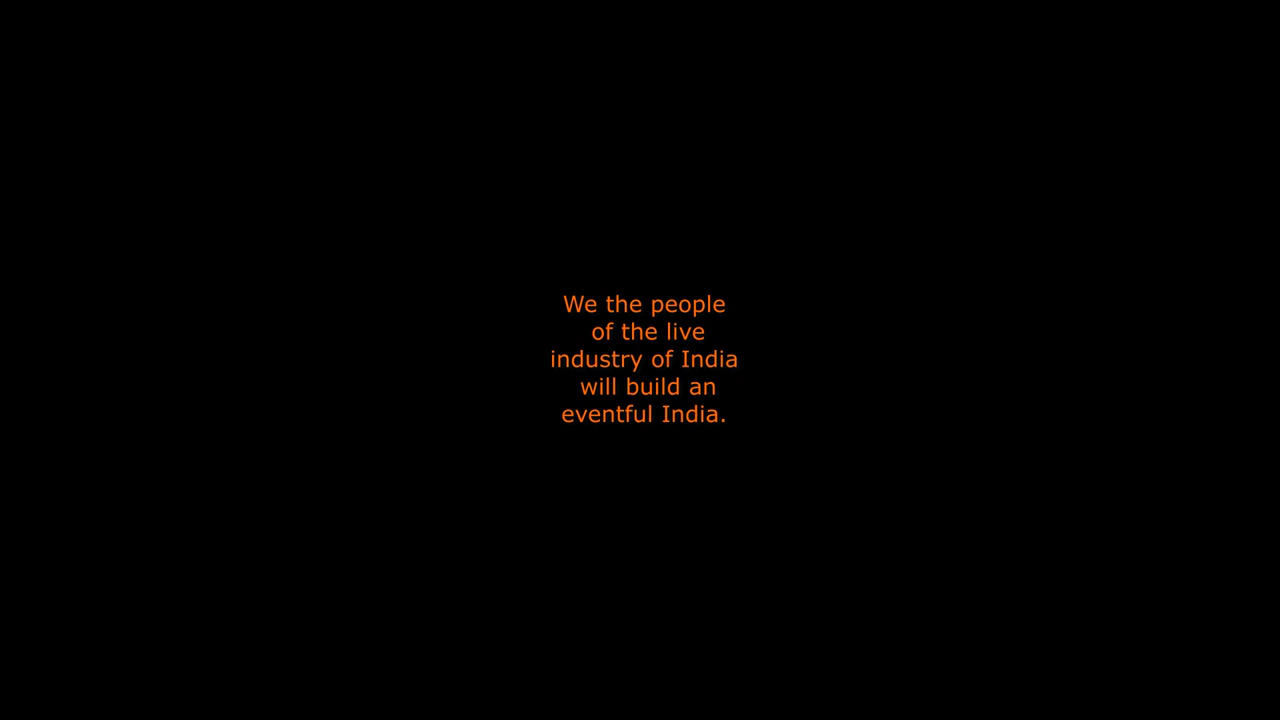 We the people
of the live
industry of India
will build an
eventful India.